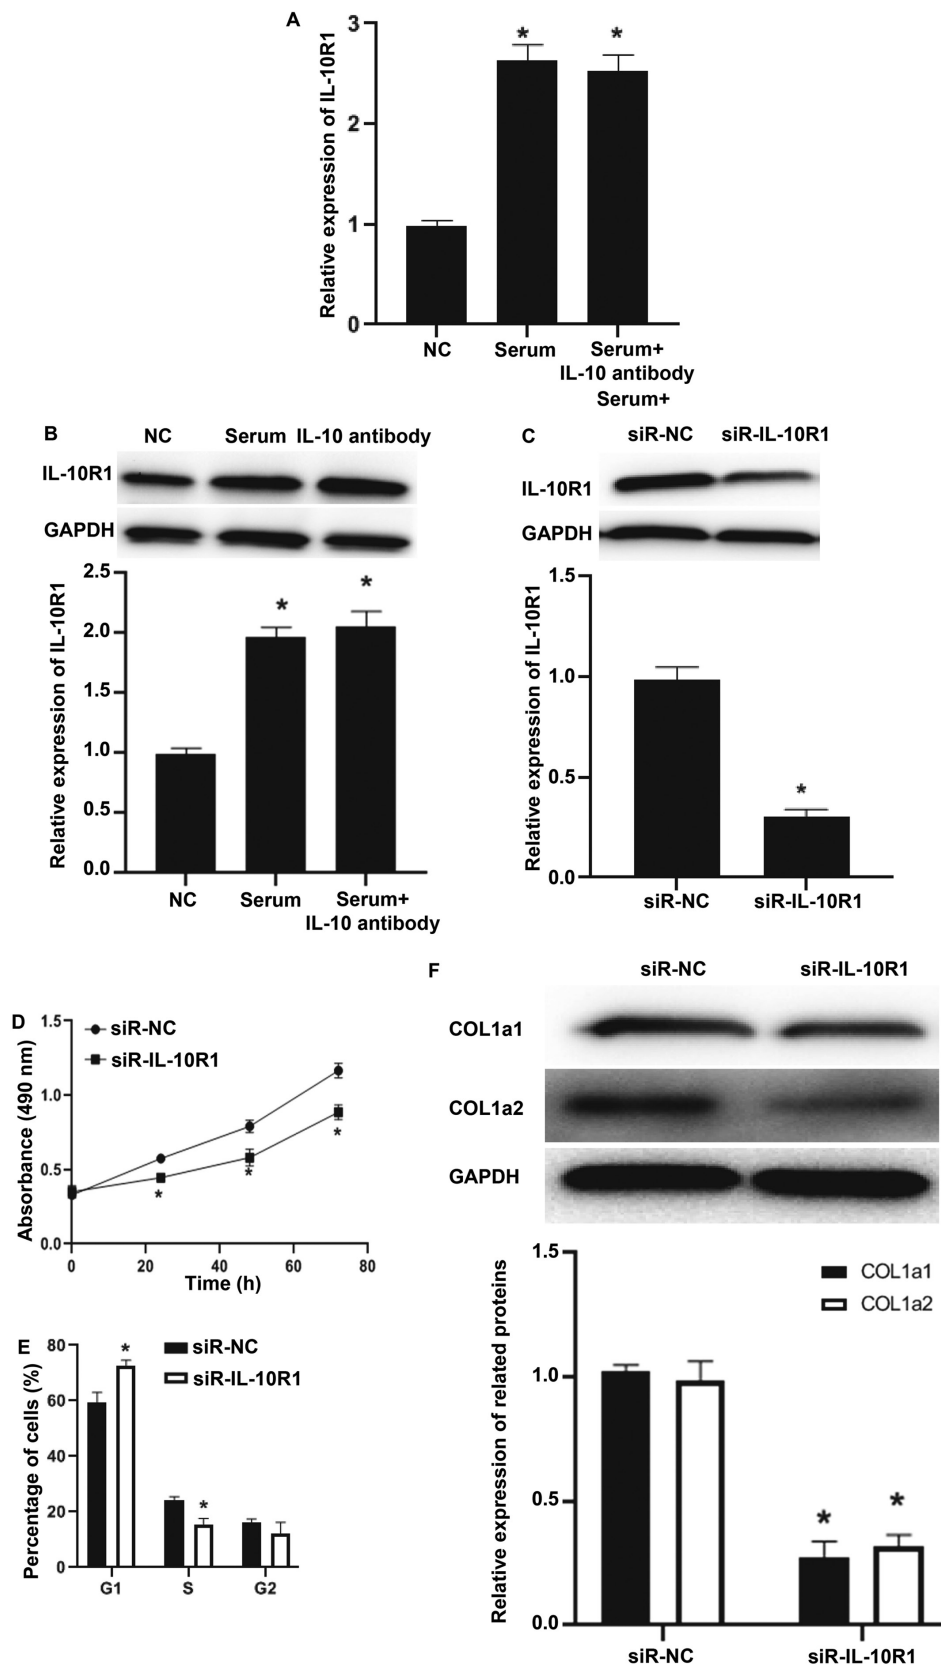 A
Relative expression of IL-10R1
3
2
1
0
NC
Serum
Serum+
IL-10 antibody
B
NC
Serum
Serum+
IL-10 antibody
IL-10R1
GAPDH
Relative expression of IL-10R1
2.5
2.0
1.5
1.0
0.5
0.0
NC
Serum
Serum+
IL-10 antibody
C
siR-NC
siR-IL-10R1
IL-10R1
GAPDH
Relative expression of IL-10R1
1.5
1.0
0.5
0.0
siR-NC
siR-IL-10R1
*
*
*
*
*
D
siR-NC
siR-IL-10R1
Absorbance (490 nm)
1.5
1.0
0.5
0.0
*
*
*
0
20
40
60
80
Time (h)
E
siR-NC
siR-IL-10R1
Percentage of cells (%)
80
60
40
20
0
*
*
G1
S
G2
F
siR-NC
siR-IL-10R1
COL1a1
COL1a2
GAPDH
Relative expression of related proteins
1.5
1.0
0.5
0.0
COL1a1
COL1a2
*
*
siR-NC
siR-IL-10R1